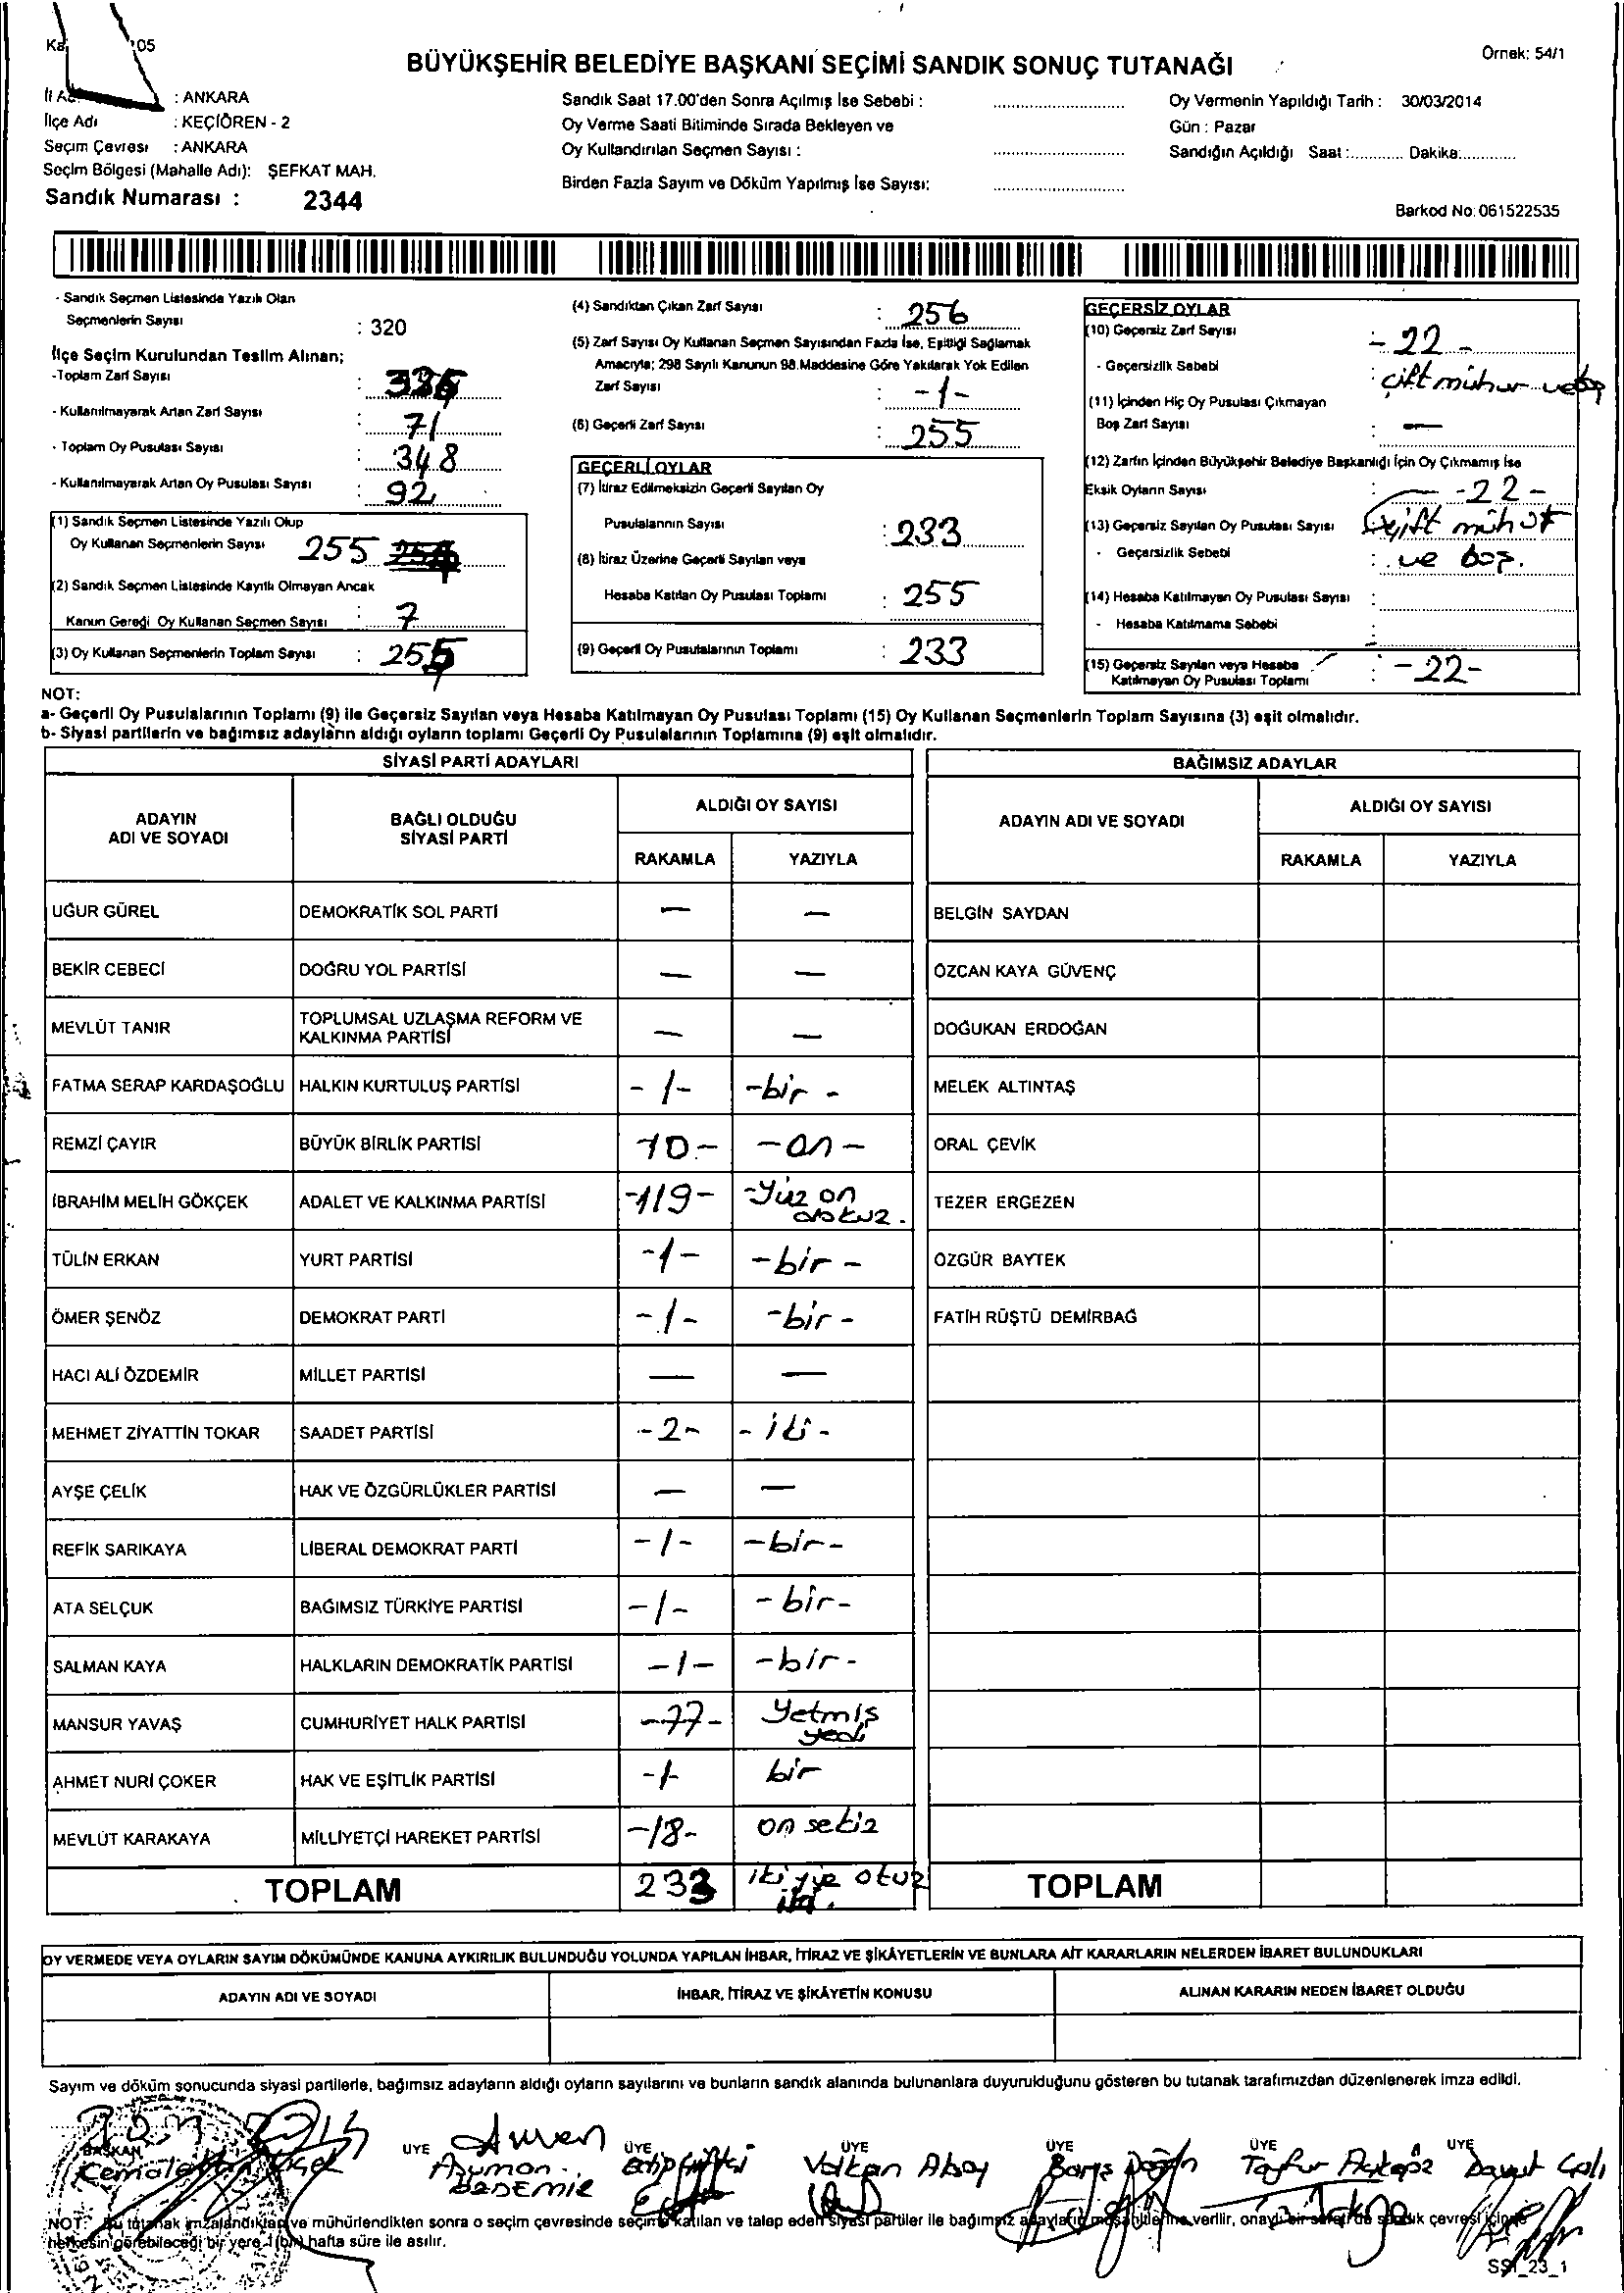 BÜYÜKŞEHİR BELEDİYE BAŞKANI SEÇİMİ SANDIK SONUÇ TUTANAĞI
Örnek: 54/1
: ANKARA
İlçe Adı : KEÇİÖREN - 2
Seçim Çevresi : ANKARA
Seçim Bölgesi (Mahalle Adı): ŞEFKAT MAH.
Sandık Numarası : 2344
Sandık Saat 17.00'den Sonra Açılmış İse Sebebi :
Oy Verme Saati Bitiminde Sırada Bekleyen ve
Oy Kullandırılan Seçmen Sayısı :
Birden Fazla Sayım ve Döküm Yapılmış İse Sayısı:
Oy Vermenin Yapıldığı Tarih : 30/03/2014
Gün : Pazar
Sandığın Açıldığı Saat :............ Dakika:............
Barkod No: 061522535
- Sandık Seçmen Listesinde Yazılı Olan
Seçmenlerin Sayısı : 320
İlçe Seçim Kurulundan Teslim Alınan;
-Toplam Zarf Sayısı :
- Kullanılmayarak Artan Zarf Sayısı : 71
- Toplam Oy Pusulası Sayısı : 348
- Kullanılmayarak Artan Oy Pusulası Sayısı : 92
(1) Sandık Seçmen Listesinde Yazılı Olup
Oy Kullanan Seçmenlerin Sayısı 255
(2) Sandık Seçmen Listesinde Kayıtlı Olmayan Ancak
Kanun Gereği Oy Kullanan Seçmen Sayısı : 7
(3) Oy Kullanan Seçmenlerin Toplam Sayısı : 255
(4) Sandıktan Çıkan Zarf Sayısı : 256
(5) Zarf Sayısı Oy Kullanan Seçmen Sayısından Fazla İse, Eşitliği Sağlamak
Amacıyla; 298 Sayılı Kanunun 98.Maddesine Göre Yakılarak Yok Edilen
Zarf Sayısı : -1-
(6) Geçerli Zarf Sayısı : 255
GEÇERLİ OYLAR
(7) İtiraz Edilmeksizin Geçerli Sayılan Oy
Pusulalarının Sayısı : 233
(8) İtiraz Üzerine Geçerli Sayılan veya
Hesaba Katılan Oy Pusulası Toplamı : 255
(9) Geçerli Oy Pusulalarının Toplamı : 233
GEÇERSİZ OYLAR
(10) Geçersiz Zarf Sayısı - 22 -
- Geçersizlik Sebebi : çift mühur ve boş
(11) İçinden Hiç Oy Pusulası Çıkmayan
Boş Zarf Sayısı : —
(12) Zarfın İçinden Büyükşehir Belediye Başkanlığı İçin Oy Çıkmamış İse
Eksik Oyların Sayısı : -22-
(13) Geçersiz Sayılan Oy Pusulası Sayısı çift mühür
- Geçersizlik Sebebi : ve boş.
(14) Hesaba Katılmayan Oy Pusulası Sayısı :
- Hesaba Katılmama Sebebi :
(15) Geçersiz Sayılan veya Hesaba
Katılmayan Oy Pusulası Toplamı : -22-
NOT:
a- Geçerli Oy Pusulalarının Toplamı (9) ile Geçersiz Sayılan veya Hesaba Katılmayan Oy Pusulası Toplamı (15) Oy Kullanan Seçmenlerin Toplam Sayısına (3) eşit olmalıdır.
b- Siyasi partilerin ve bağımsız adayların aldığı oyların toplamı Geçerli Oy Pusulalarının Toplamına (9) eşit olmalıdır.
SİYASİ PARTİ ADAYLARI
ADAYIN ADI VE SOYADI BAĞLI OLDUĞU SİYASİ PARTİ ALDIĞI OY SAYISI
RAKAMLA YAZIYLA
UĞUR GÜREL DEMOKRATİK SOL PARTİ — —
BEKİR CEBECİ DOĞRU YOL PARTİSİ — —
MEVLÜT TANIR TOPLUMSAL UZLAŞMA REFORM VE KALKINMA PARTİSİ — —
FATMA SERAP KARDAŞOĞLU HALKIN KURTULUŞ PARTİSİ -1- -bir-
REMZİ ÇAYIR BÜYÜK BİRLİK PARTİSİ 10- -on-
İBRAHİM MELİH GÖKÇEK ADALET VE KALKINMA PARTİSİ -119- -Yüz on dokuz.
TÜLİN ERKAN YURT PARTİSİ -1- -bir-
ÖMER ŞENÖZ DEMOKRAT PARTİ -1- -bir-
HACI ALİ ÖZDEMİR MİLLET PARTİSİ — —
MEHMET ZİYATTİN TOKAR SAADET PARTİSİ -2- -iki-
AYŞE ÇELİK HAK VE ÖZGÜRLÜKLER PARTİSİ — —
REFİK SARIKAYA LİBERAL DEMOKRAT PARTİ -1- -bir-
ATA SELÇUK BAĞIMSIZ TÜRKİYE PARTİSİ -1- -bir-
SALMAN KAYA HALKLARIN DEMOKRATİK PARTİSİ -1- -bir-
MANSUR YAVAŞ CUMHURİYET HALK PARTİSİ -77- Yetmiş yedi
AHMET NURİ ÇOKER HAK VE EŞİTLİK PARTİSİ -1- bir
MEVLÜT KARAKAYA MİLLİYETÇİ HAREKET PARTİSİ -18- on sekiz
TOPLAM 233 iki yüz otuz
BAĞIMSIZ ADAYLAR
ADAYIN ADI VE SOYADI ALDIĞI OY SAYISI
RAKAMLA YAZIYLA
BELGİN SAYDAN
ÖZCAN KAYA GÜVENÇ
DOĞUKAN ERDOĞAN
MELEK ALTINTAŞ
ORAL ÇEVİK
TEZER ERGEZEN
ÖZGÜR BAYTEK
FATİH RÜŞTÜ DEMİRBAĞ
TOPLAM
OY VERMEDE VEYA OYLARIN SAYIM DÖKÜMÜNDE KANUNA AYKIRILIK BULUNDUĞU YOLUNDA YAPILAN İHBAR, İTİRAZ VE ŞİKÂYETLERİN VE BUNLARA AİT KARARLARIN NELERDEN İBARET BULUNDUKLARI
ADAYIN ADI VE SOYADI İHBAR, İTİRAZ VE ŞİKÂYETİN KONUSU ALINAN KARARIN NEDEN İBARET OLDUĞU
Sayım ve döküm sonucunda siyasi partilerle, bağımsız adayların aldığı oyların sayılarını ve bunların sandık alanında bulunanlara duyurulduğunu gösteren bu tutanak tarafımızdan düzenlenerek imza edildi.
BAŞKAN ÜYE ÜYE ÜYE ÜYE ÜYE ÜYE
Volkan Barış Doğan Tayfur Davut
NOT: Bu tutanak imzalandıktan ve mühürlendikten sonra o seçim çevresinde seçime katılan ve talep eden siyasi partiler ile bağımsız adayların müşahitlerine verilir, onaylı bir sureti de sandık çevresi içinde
herkesin görebileceği bir yere 1(bir) hafta süre ile asılır.